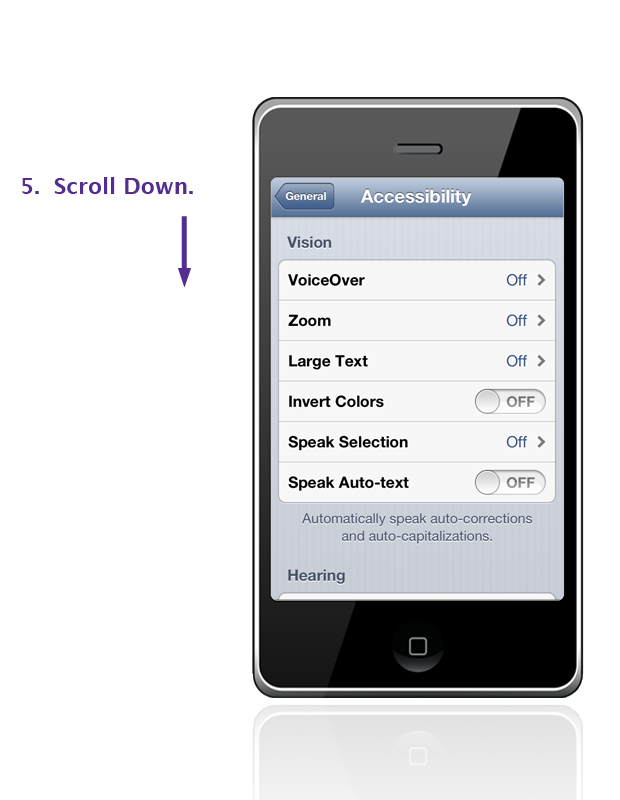 5. Scroll Down.
General
Accessibility
Vision
VoiceOver Off
Zoom Off
Large Text Off
Invert Colors OFF
Speak Selection Off
Speak Auto-text OFF
Automatically speak auto-corrections
and auto-capitalizations.
Hearing